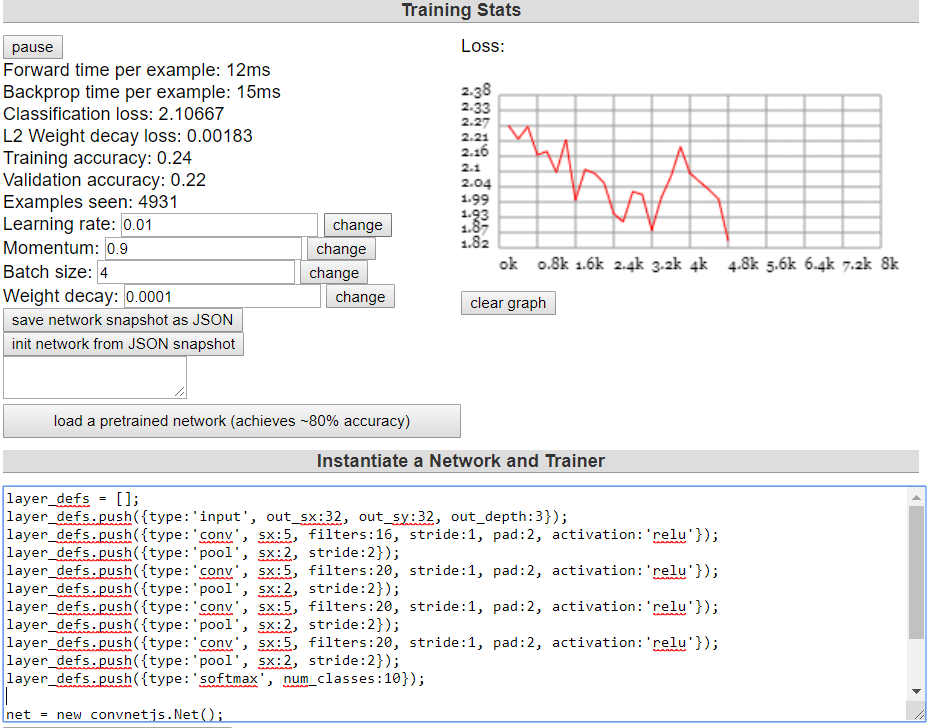 Training Stats
pause
Forward time per example: 12ms
Backprop time per example: 15ms
Classification loss: 2.10667
L2 Weight decay loss: 0.00183
Training accuracy: 0.24
Validation accuracy: 0.22
Examples seen: 4931
Learning rate: 0.01 change
Momentum: 0.9 change
Batch size: 4 change
Weight decay: 0.0001 change
save network snapshot as JSON
init network from JSON snapshot
load a pretrained network (achieves ~80% accuracy)
Loss:
2.38
2.33
2.27
2.21
2.16
2.1
2.04
1.99
1.93
1.87
1.82
0k 0.8k 1.6k 2.4k 3.2k 4k 4.8k 5.6k 6.4k 7.2k 8k
clear graph
Instantiate a Network and Trainer
layer_defs = [];
layer_defs.push({type:'input', out_sx:32, out_sy:32, out_depth:3});
layer_defs.push({type:'conv', sx:5, filters:16, stride:1, pad:2, activation:'relu'});
layer_defs.push({type:'pool', sx:2, stride:2});
layer_defs.push({type:'conv', sx:5, filters:20, stride:1, pad:2, activation:'relu'});
layer_defs.push({type:'pool', sx:2, stride:2});
layer_defs.push({type:'conv', sx:5, filters:20, stride:1, pad:2, activation:'relu'});
layer_defs.push({type:'pool', sx:2, stride:2});
layer_defs.push({type:'conv', sx:5, filters:20, stride:1, pad:2, activation:'relu'});
layer_defs.push({type:'pool', sx:2, stride:2});
layer_defs.push({type:'softmax', num_classes:10});
net = new convnetjs.Net();